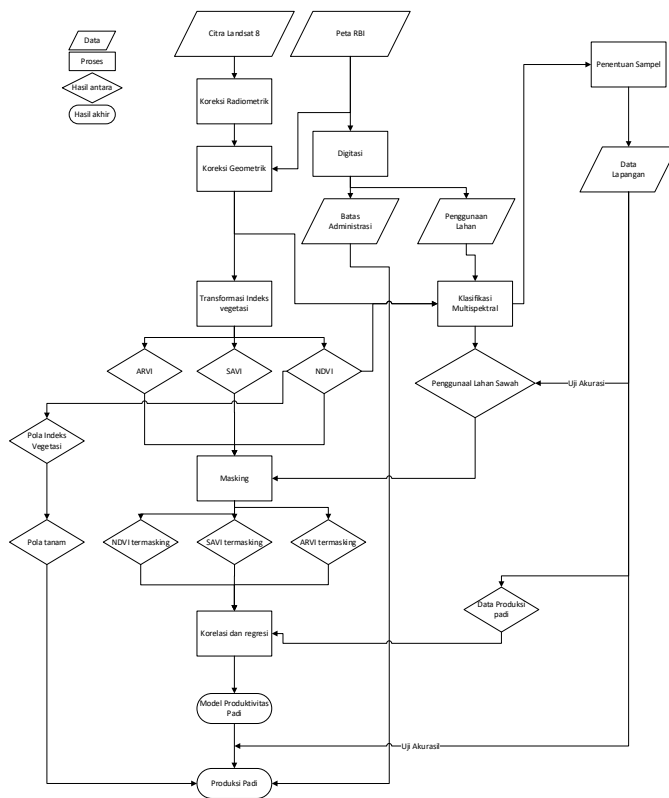 Data
Proses
Hasil antara
Hasil akhir
Citra Landsat 8
Peta RBI
Penentuan Sampel
Koreksi Radiometrik
Koreksi Geometrik
Digitasi
Data
Lapangan
Batas
Administrasi
Penggunaan
Lahan
Transformasi Indeks
vegetasi
Klasifikasi
Multispektral
ARVI
SAVI
NDVI
Penggunaal Lahan Sawah
Uji Akurasi
Pola Indeks
Vegetasi
Masking
Pola tanam
NDVI termasking
SAVI termasking
ARVI termasking
Data Produksi
padi
Korelasi dan regresi
Model Produktivitas
Padi
Uji Akurasil
Produksi Padi